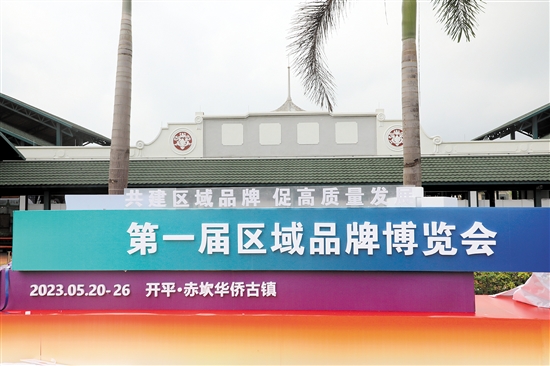 共建区域品牌 促高质量发展
第一届区域品牌博览会
2023.05.20-26 开平·赤坎华侨古镇